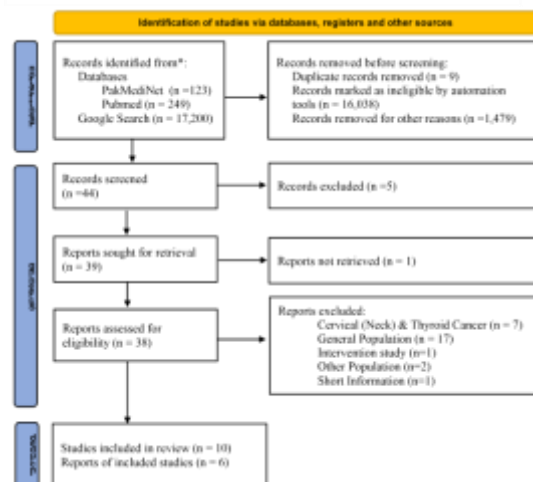 Identification of studies via databases, registers and other sources
Records identified from*:
Databases
PakMediNet (n =123)
Pubmed (n = 249)
Google Search (n = 17,200)
Records removed before screening:
Duplicate records removed (n = 9)
Records marked as ineligible by automation
tools (n = 16,038)
Records removed for other reasons (n =1,479)
Records screened
(n =44)
Records excluded (n =5)
Reports sought for retrieval
(n = 39)
Reports not retrieved (n = 1)
Reports assessed for
eligibility (n = 38)
Reports excluded:
Cervical (Neck) & Thyroid Cancer (n = 7)
General Population (n = 17)
Intervention study (n=1)
Other Population (n=2)
Short Information (n=1)
Studies included in review (n = 10)
Reports of included studies (n = 6)